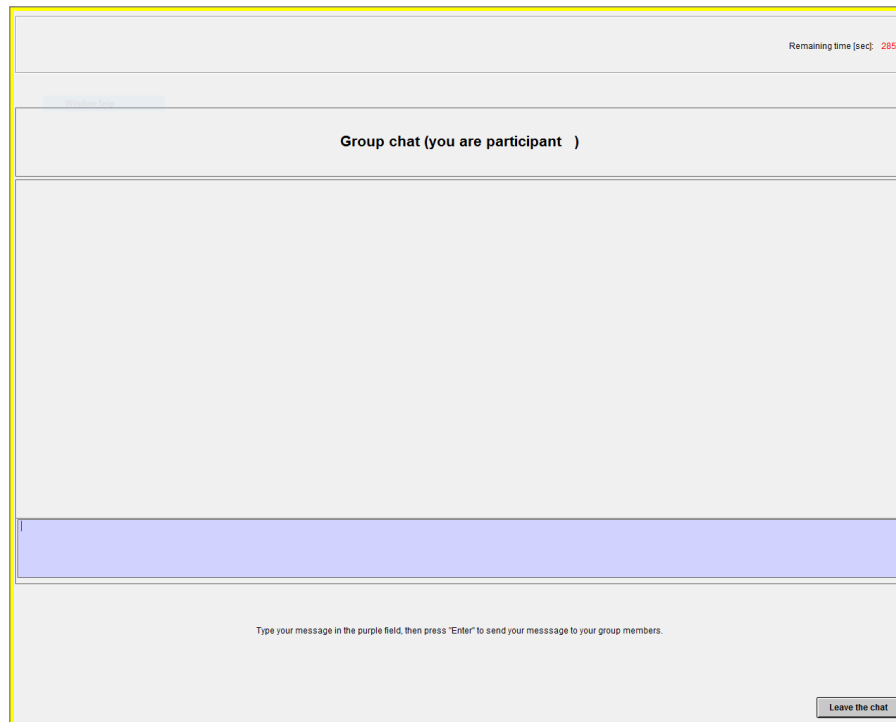 Remaining time [sec]: 285
Group chat (you are participant )
Type your message in the purple field, then press "Enter" to send your messsage to your group members.
Leave the chat